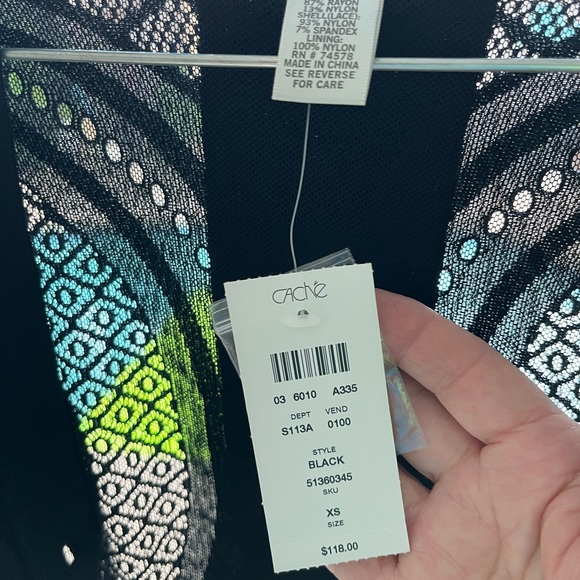 87% RAYON
13% NYLON
SHELL(LACE):
93% NYLON
7% SPANDEX
LINING:
100% NYLON
RN # 74578
MADE IN CHINA
SEE REVERSE
FOR CARE
CACHÉ
03 6010 A335
DEPT VEND
S113A 0100
STYLE
BLACK
51360345
SKU
XS
SIZE
$118.00